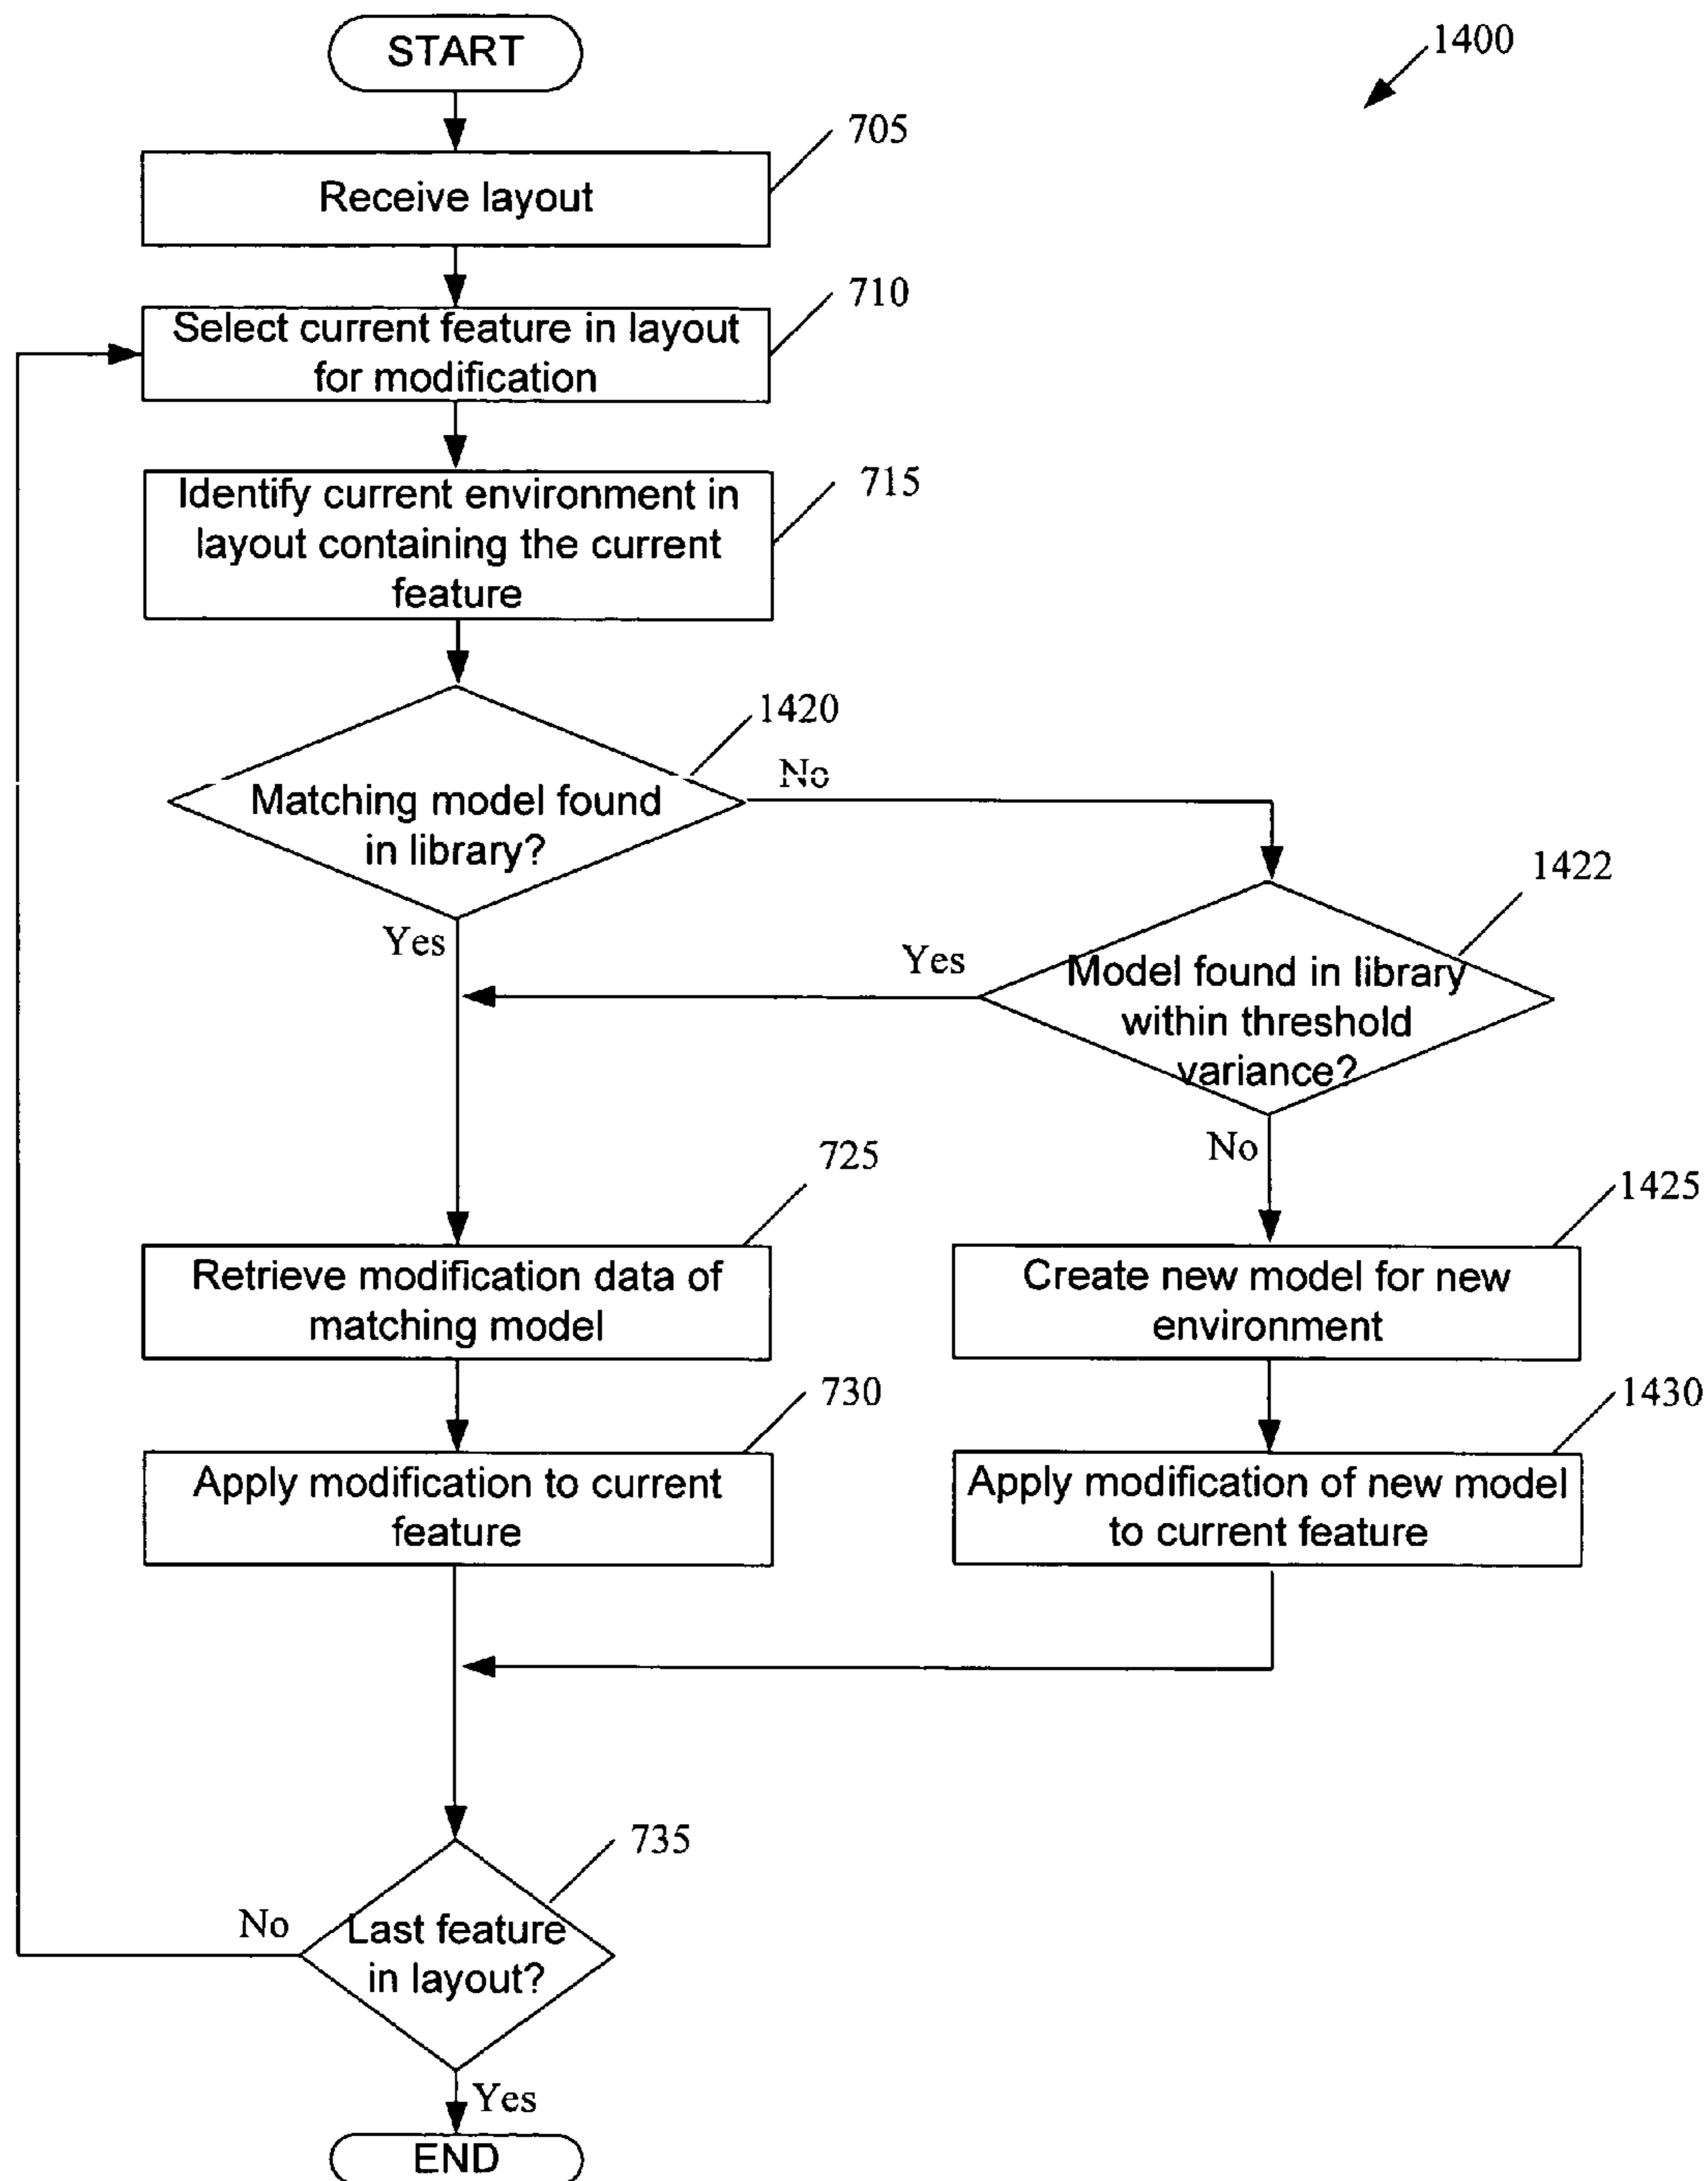 START
1400
705
Receive layout
710
Select current feature in layout
for modification
715
Identify current environment in
layout containing the current
feature
1420
No
Matching model found
in library?
1422
Yes
Yes
Model found in library
within threshold
variance?
No
725
1425
Retrieve modification data of
matching model
Create new model for new
environment
730
1430
Apply modification to current
feature
Apply modification of new model
to current feature
735
No
Last feature
in layout?
Yes
END